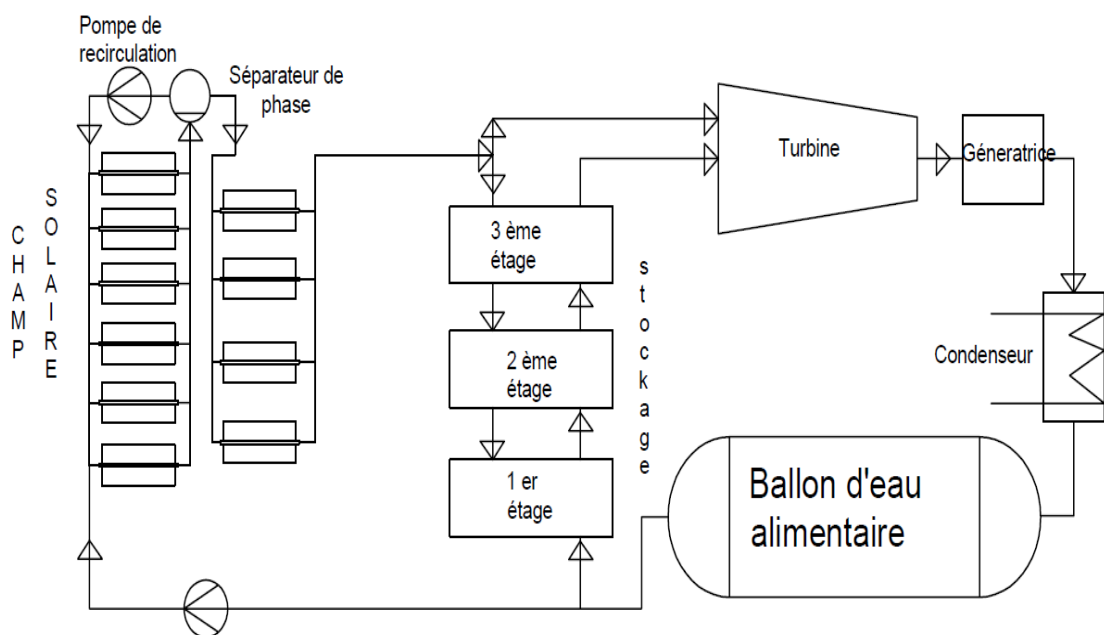 Pompe de
recirculation
Séparateur de
phase
Turbine
Géneratrice
CHAMP
SOLAIRE
3 ème
étage
2 ème
étage
1 er
étage
stockage
Condenseur
Ballon d'eau
alimentaire